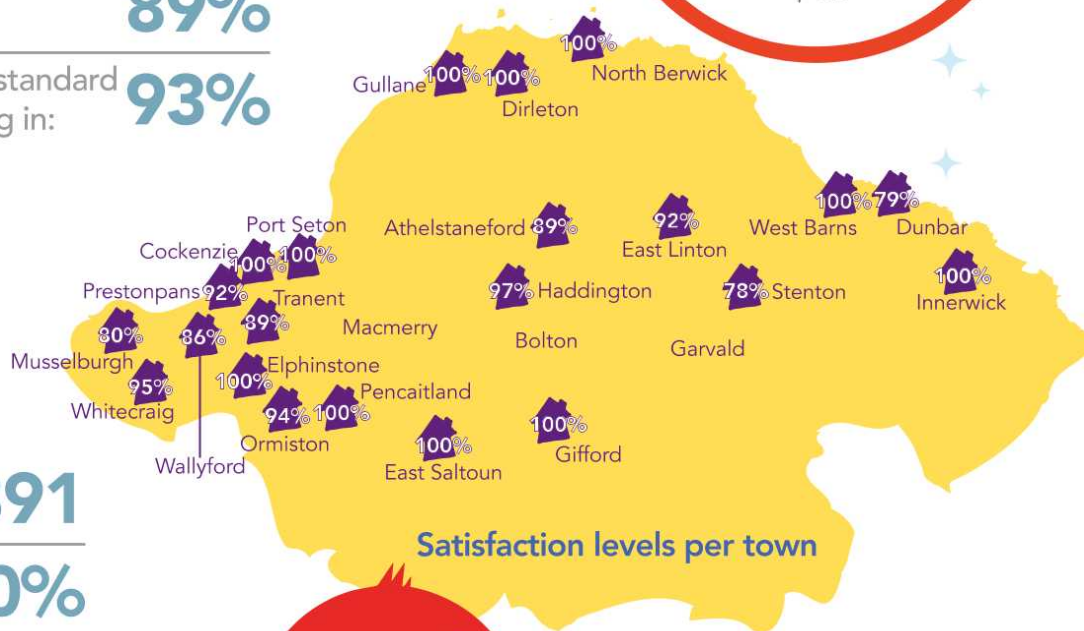 89%
standard
g in:
93%
100%
North Berwick
Gullane
100%
100%
Dirleton
100%
West Barns
79%
Dunbar
Athelstaneford
89%
92%
East Linton
Port Seton
100%
Cockenzie
100%
Prestonpans
92%
Tranent
89%
97%
Haddington
78%
Stenton
100%
Innerwick
Macmerry
Bolton
Garvald
80%
Musselburgh
86%
Wallyford
95%
Whitecraig
100%
Elphinstone
94%
Ormiston
100%
Pencaitland
100%
East Saltoun
100%
Gifford
91
0%
Satisfaction levels per town